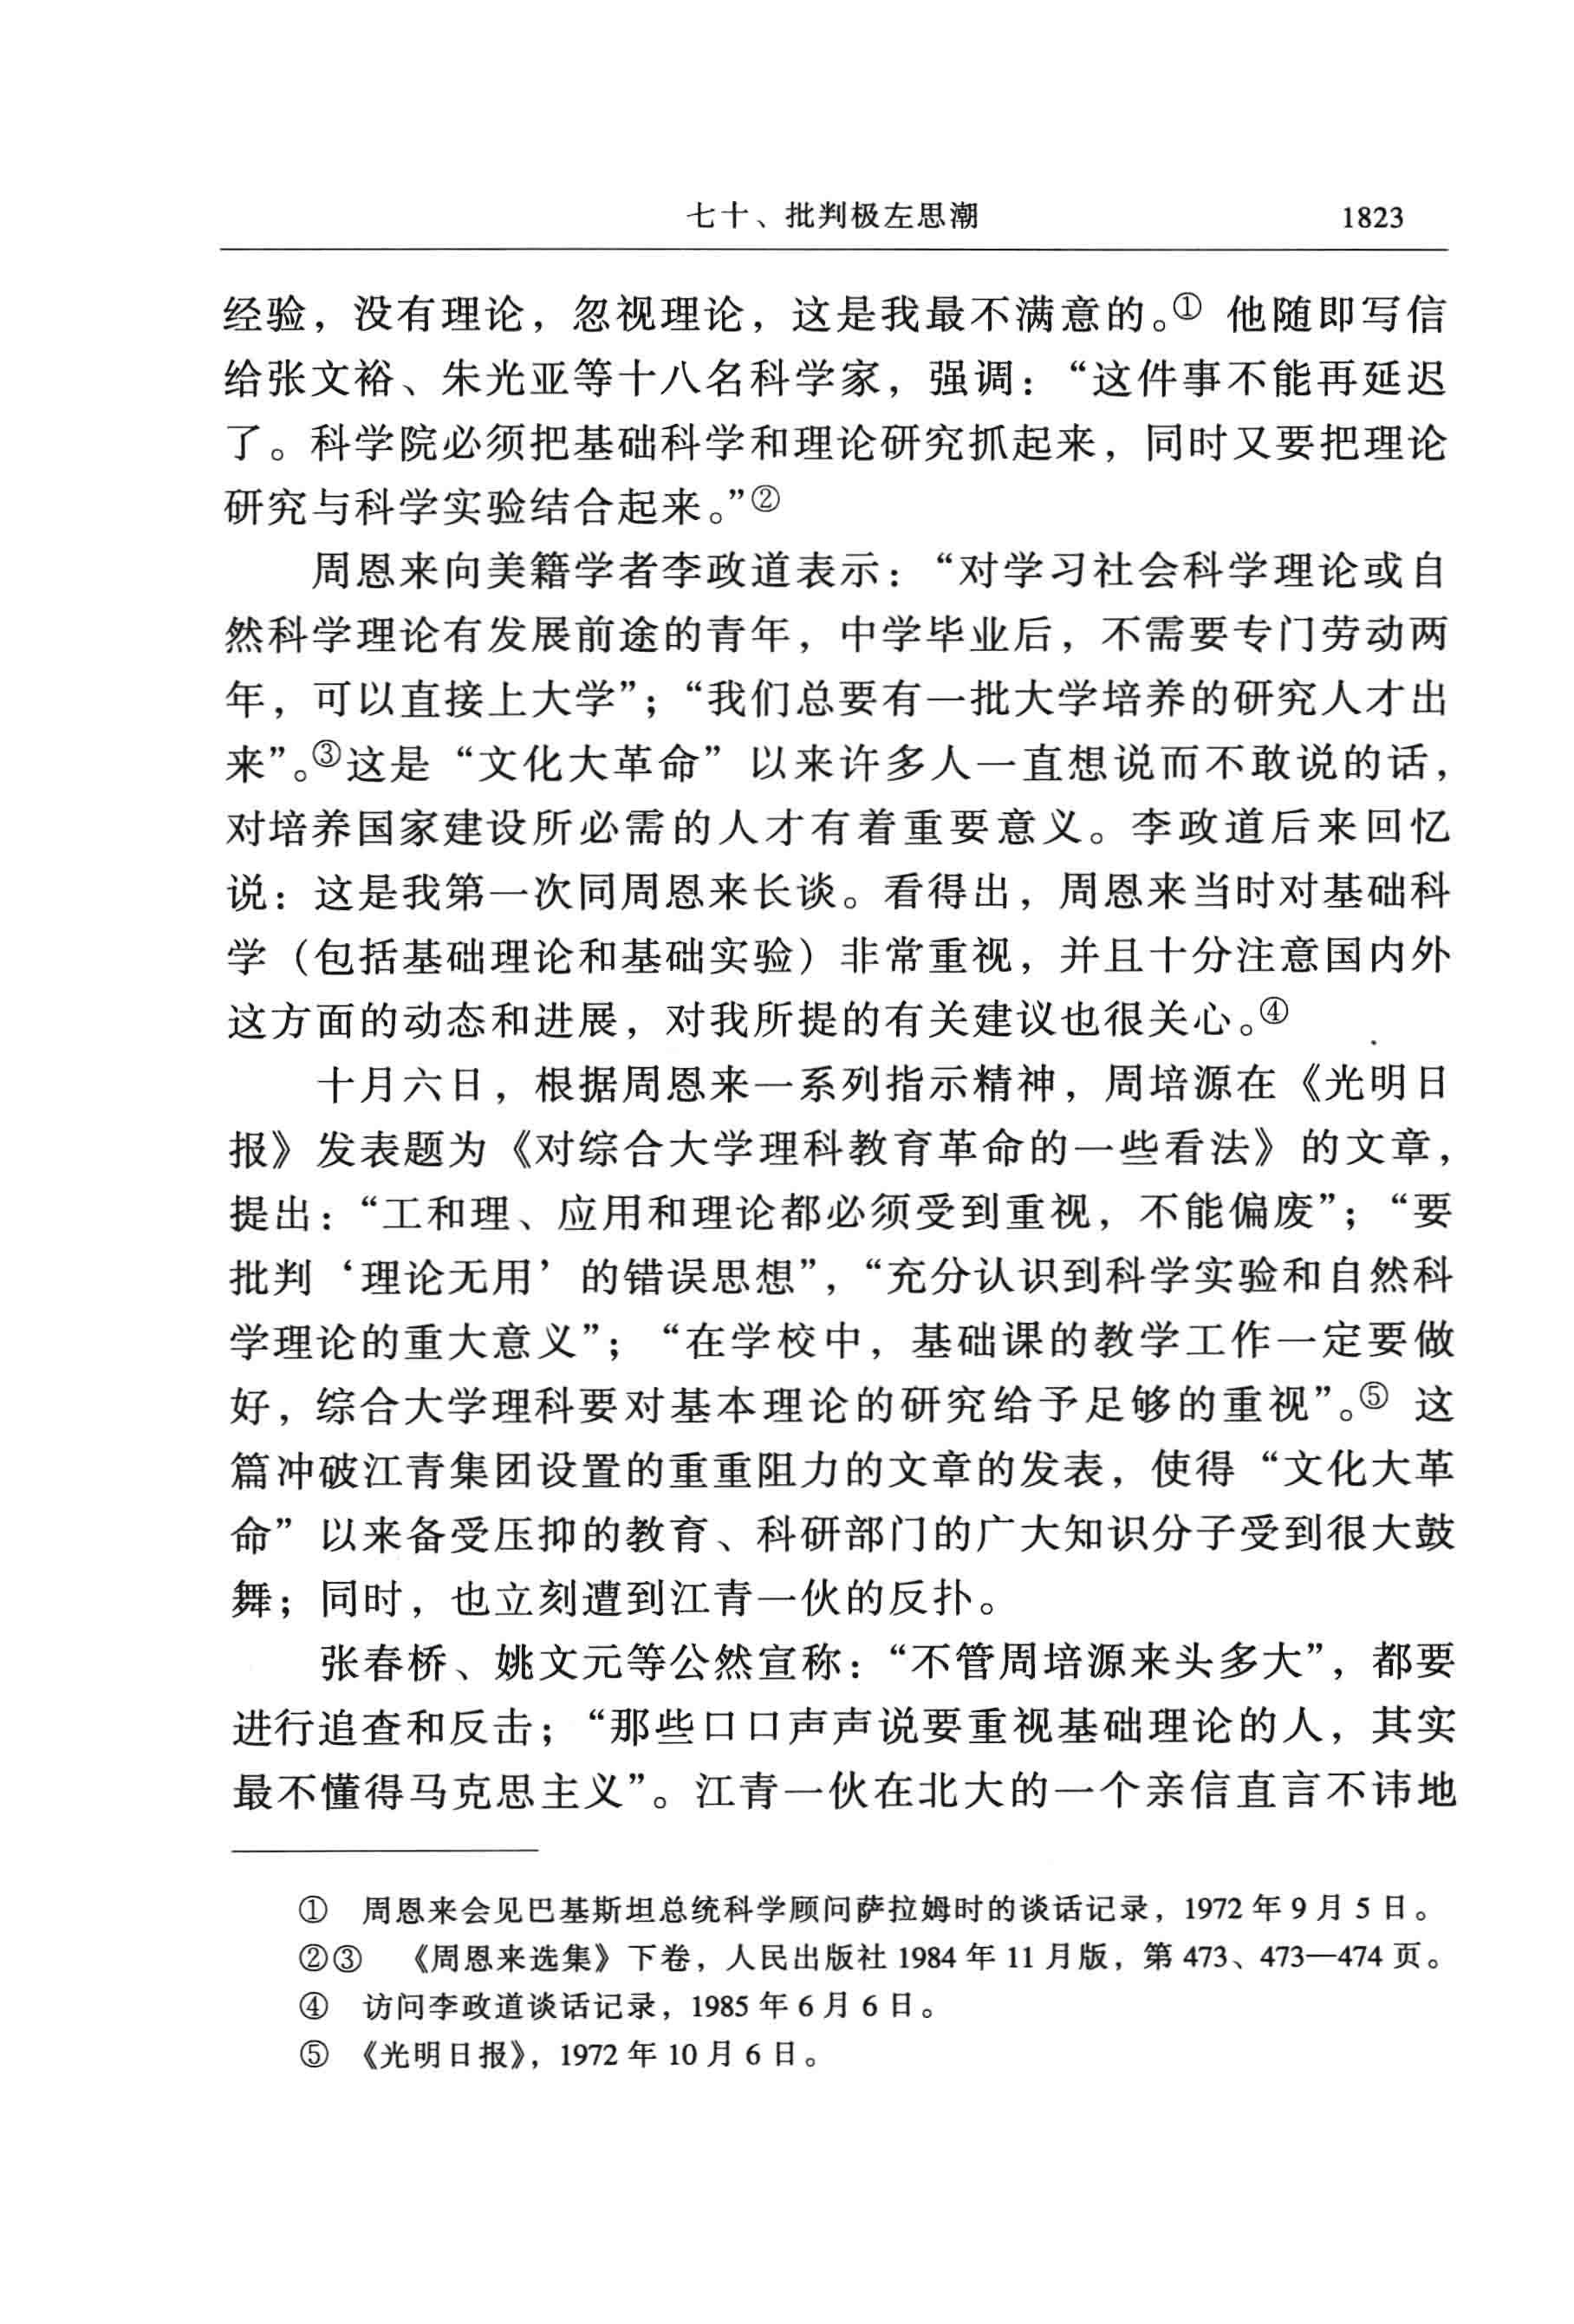 七十、批判极左思潮 1823
经验，没有理论，忽视理论，这是我最不满意的。① 他随即写信
给张文裕、朱光亚等十八名科学家，强调：“这件事不能再延迟
了。科学院必须把基础科学和理论研究抓起来，同时又要把理论
研究与科学实验结合起来。”②
周恩来向美籍学者李政道表示：“对学习社会科学理论或自
然科学理论有发展前途的青年，中学毕业后，不需要专门劳动两
年，可以直接上大学”；“我们总要有一批大学培养的研究人才出
来”。③这是“文化大革命”以来许多人一直想说而不敢说的话，
对培养国家建设所必需的人才有着重要意义。李政道后来回忆
说：这是我第一次同周恩来长谈。看得出，周恩来当时对基础科
学（包括基础理论和基础实验）非常重视，并且十分注意国内外
这方面的动态和进展，对我所提的有关建议也很关心。④
十月六日，根据周恩来一系列指示精神，周培源在《光明日
报》发表题为《对综合大学理科教育革命的一些看法》的文章，
提出：“工和理、应用和理论都必须受到重视，不能偏废”；“要
批判‘理论无用’的错误思想”，“充分认识到科学实验和自然科
学理论的重大意义”；“在学校中，基础课的教学工作一定要做
好，综合大学理科要对基本理论的研究给予足够的重视”。⑤ 这
篇冲破江青集团设置的重重阻力的文章的发表，使得“文化大革
命”以来备受压抑的教育、科研部门的广大知识分子受到很大鼓
舞；同时，也立刻遭到江青一伙的反扑。
张春桥、姚文元等公然宣称：“不管周培源来头多大”，都要
进行追查和反击；“那些口口声声说要重视基础理论的人，其实
最不懂得马克思主义”。江青一伙在北大的一个亲信直言不讳地
① 周恩来会见巴基斯坦总统科学顾问萨拉姆时的谈话记录，1972 年 9 月 5 日。
②③ 《周恩来选集》下卷，人民出版社 1984 年 11 月版，第 473、473—474 页。
④ 访问李政道谈话记录，1985 年 6 月 6 日。
⑤ 《光明日报》，1972 年 10 月 6 日。